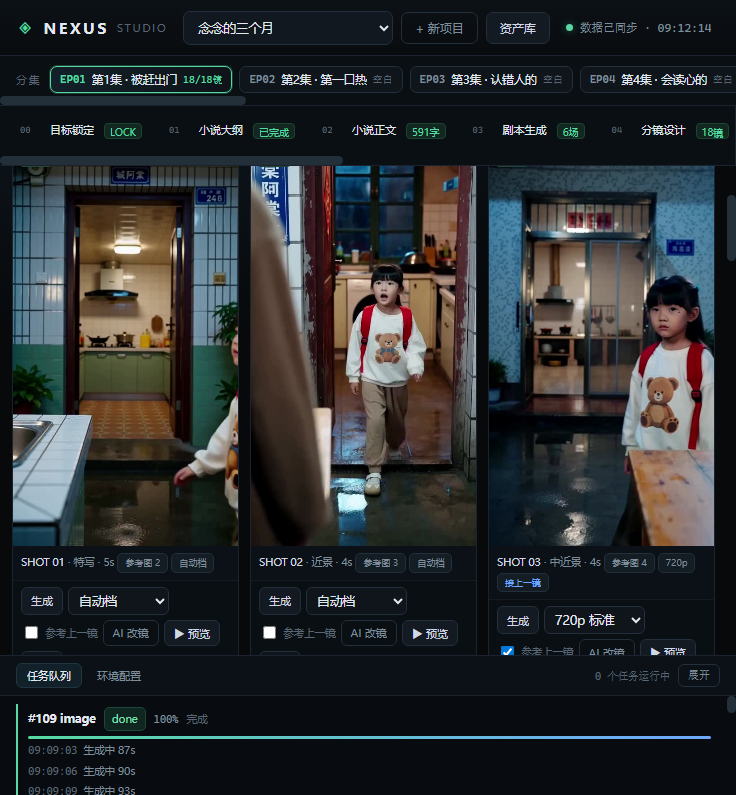 NEXUS STUDIO 念念的三个月 + 新项目 资产库 数据已同步 · 09:12:14
分集 EP01 第1集 · 被赶出门 18/18镜 EP02 第2集 · 第一口热 空白 EP03 第3集 · 认错人的 空白 EP04 第4集 · 会读心的 空白
00 目标锁定 LOCK 01 小说大纲 已完成 02 小说正文 591字 03 剧本生成 6场 04 分镜设计 18镜
城阿棠
246
棠阿棠
SHOT 01 · 特写 · 5s 参考图 2 自动档
生成 自动档
参考上一镜 AI 改镜 ▶ 预览
SHOT 02 · 近景 · 4s 参考图 3 自动档
生成 自动档
参考上一镜 AI 改镜 ▶ 预览
SHOT 03 · 中近景 · 4s 参考图 4 720p
接上一镜
生成 720p 标准
参考上一镜 AI 改镜 ▶ 预览
任务队列 环境配置 0 个任务运行中 展开
#109 image done 100% 完成
09:09:03 生成中 87s
09:09:06 生成中 90s
09:09:09 生成中 93s